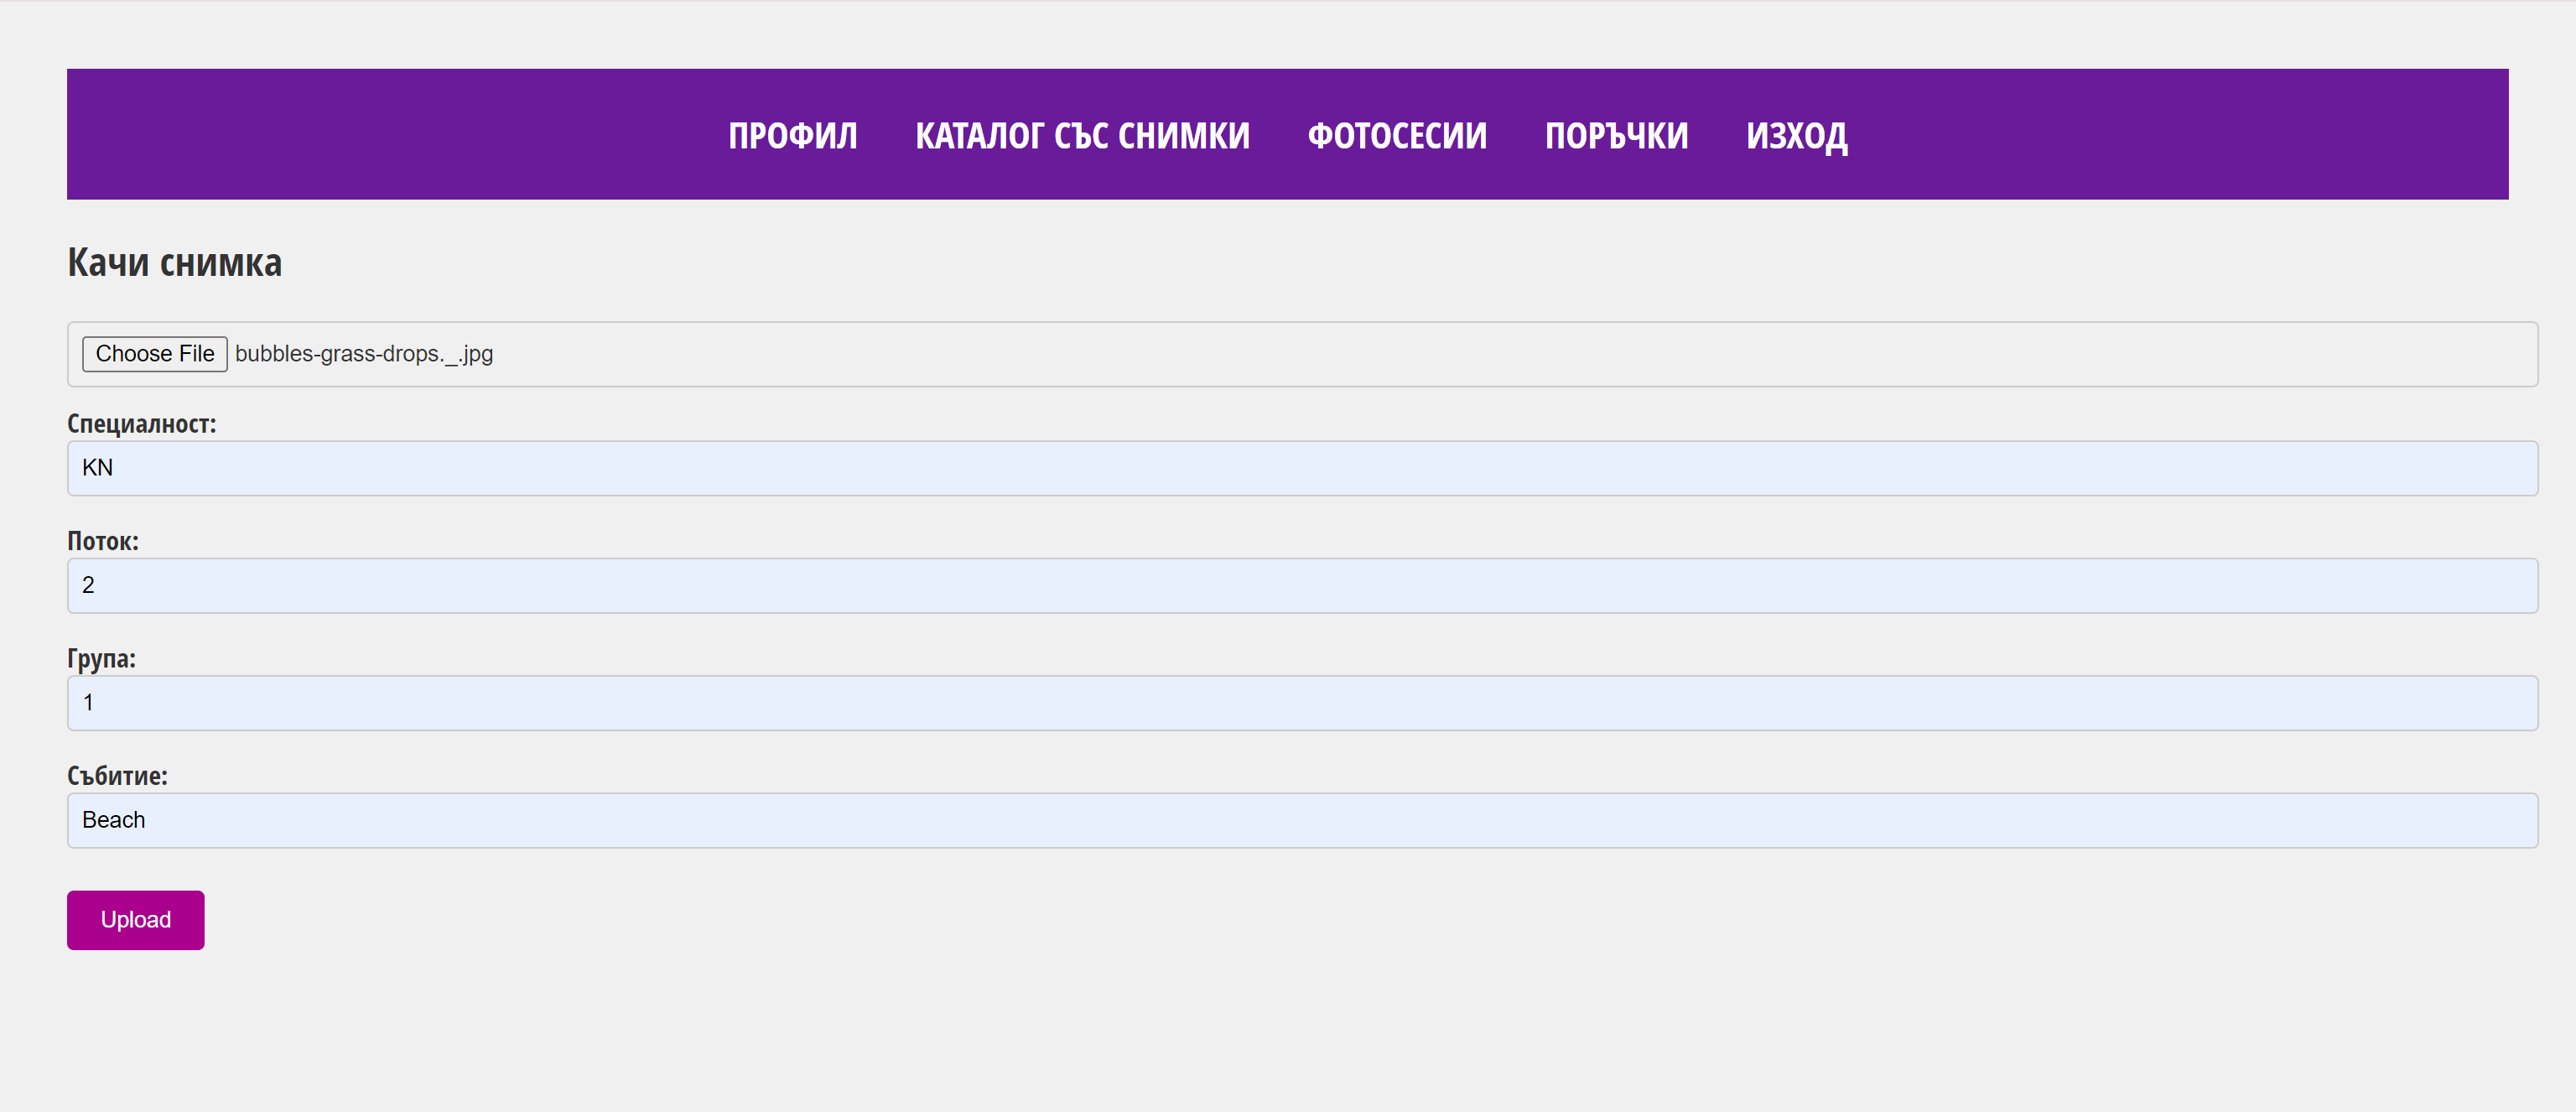 ПРОФИЛ КАТАЛОГ СЪС СНИМКИ ФОТОСЕСИИ ПОРЪЧКИ ИЗХОД
Качи снимка
Choose File bubbles-grass-drops._.jpg
Специалност:
KN
Поток:
2
Група:
1
Събитие:
Beach
Upload